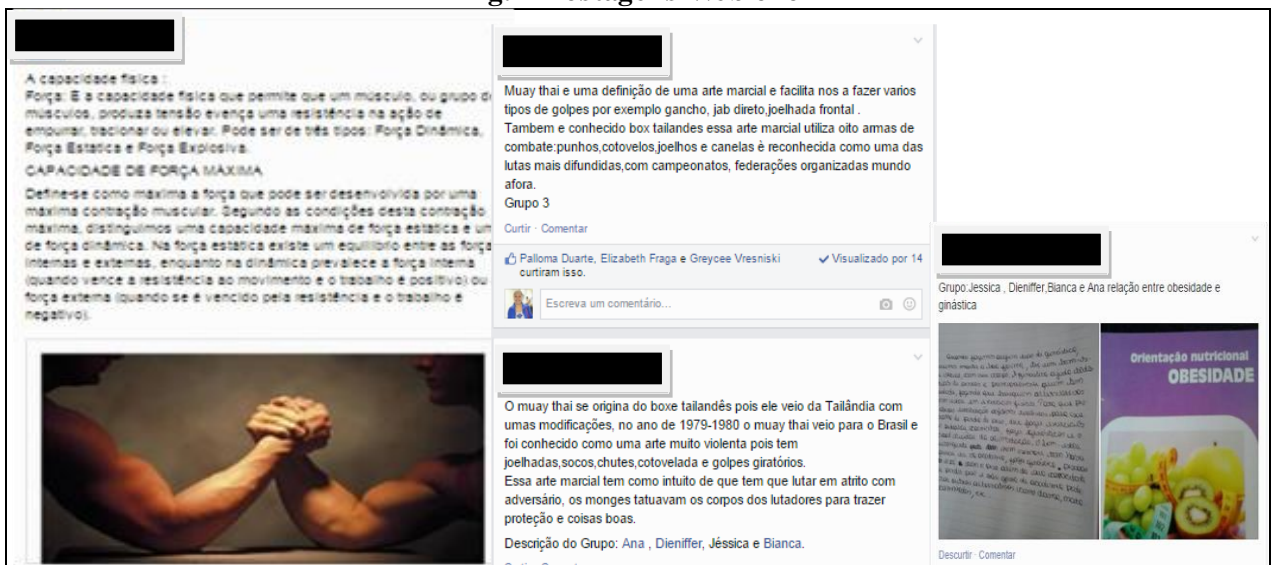 A capacidade física :
Força: E a capacidade física que permite que um músculo, ou grupo de
músculos, produza tensão evença uma resistência na ação de
empurrar, tracionar ou elevar. Pode ser de três tipos: Força Dinâmica,
Força Estática e Força Explosiva.
CAPACIDADE DE FORÇA MÁXIMA
Define-se como máxima a força que pode ser desenvolvida por uma
máxima contração muscular. Segundo as condições desta contração
máxima, distinguimos uma capacidade máxima de força estática e um
de força dinâmica. Na força estática existe um equilíbrio entre as força
internas e externas, enquanto na dinâmica prevalece a força interna
(quando vence a resistência ao movimento e o trabalho é positivo) ou
força externa (quando se é vencido pela resistência e o trabalho é
negativo).
Muay thai e uma definição de uma arte marcial e facilita nos a fazer varios
tipos de golpes por exemplo gancho, jab direto,joelhada frontal .
Tambem e conhecido box tailandes essa arte marcial utiliza oito armas de
combate:punhos,cotovelos,joelhos e canelas è reconhecida como uma das
lutas mais difundidas,com campeonatos, federações organizadas mundo
afora.
Grupo 3
Curtir · Comentar
Palloma Duarte, Elizabeth Fraga e Greycee Vresniski
curtiram isso.
Visualizado por 14
Escreva um comentário...
O muay thai se origina do boxe tailandês pois ele veio da Tailândia com
umas modificações, no ano de 1979-1980 o muay thai veio para o Brasil e
foi conhecido como uma arte muito violenta pois tem
joelhadas,socos,chutes,cotovelada e golpes giratórios.
Essa arte marcial tem como intuito de que tem que lutar em atrito com
adversário, os monges tatuavam os corpos dos lutadores para trazer
proteção e coisas boas.
Descrição do Grupo: Ana , Dieniffer, Jéssica e Bianca.
Grupo:Jessica , Dieniffer,Bianca e Ana relação entre obesidade e
ginástica
Orientação nutricional
OBESIDADE
Descurtir · Comentar